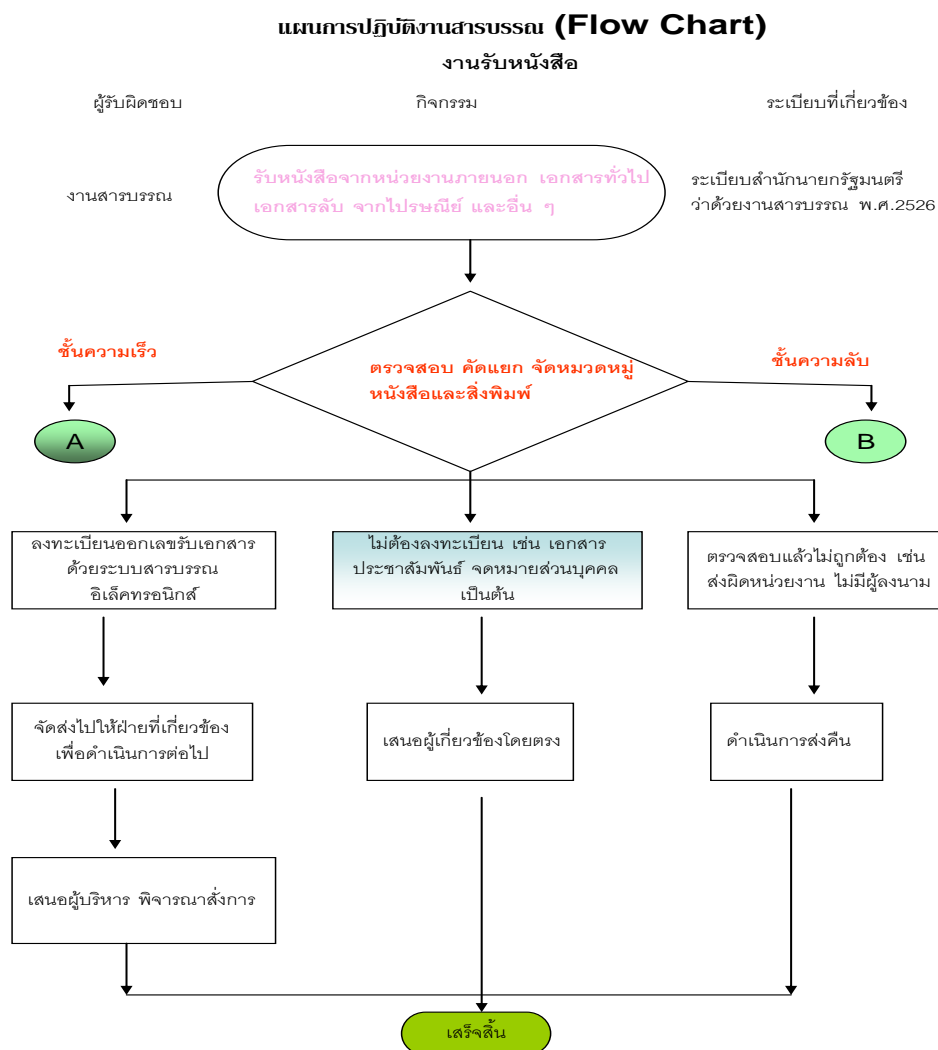 แผนการปฏิบัติงานสารบรรณ (Flow Chart)
งานรับหนังสือ
ผู้รับผิดชอบ
กิจกรรม
ระเบียบที่เกี่ยวข้อง
งานสารบรรณ
รับหนังสือจากหน่วยงานภายนอก เอกสารทั่วไป
เอกสารลับ จากไปรษณีย์ และอื่น ๆ
ระเบียบสำนักนายกรัฐมนตรี
ว่าด้วยงานสารบรรณ พ.ศ.2526
ชั้นความเร็ว
ตรวจสอบ คัดแยก จัดหมวดหมู่
หนังสือและสิ่งพิมพ์
ชั้นความลับ
A
B
ลงทะเบียนออกเลขรับเอกสาร
ด้วยระบบสารบรรณ
อิเล็คทรอนิกส์
ไม่ต้องลงทะเบียน เช่น เอกสาร
ประชาสัมพันธ์ จดหมายส่วนบุคคล
เป็นต้น
ตรวจสอบแล้วไม่ถูกต้อง เช่น
ส่งผิดหน่วยงาน ไม่มีผู้ลงนาม
จัดส่งไปให้ฝ่ายที่เกี่ยวข้อง
เพื่อดำเนินการต่อไป
เสนอผู้เกี่ยวข้องโดยตรง
ดำเนินการส่งคืน
เสนอผู้บริหาร พิจารณาสั่งการ
เสร็จสิ้น